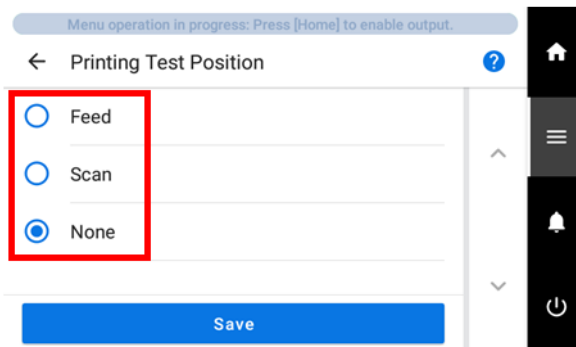 Menu operation in progress: Press [Home] to enable output.
Printing Test Position
?
Feed
Scan
None
Save